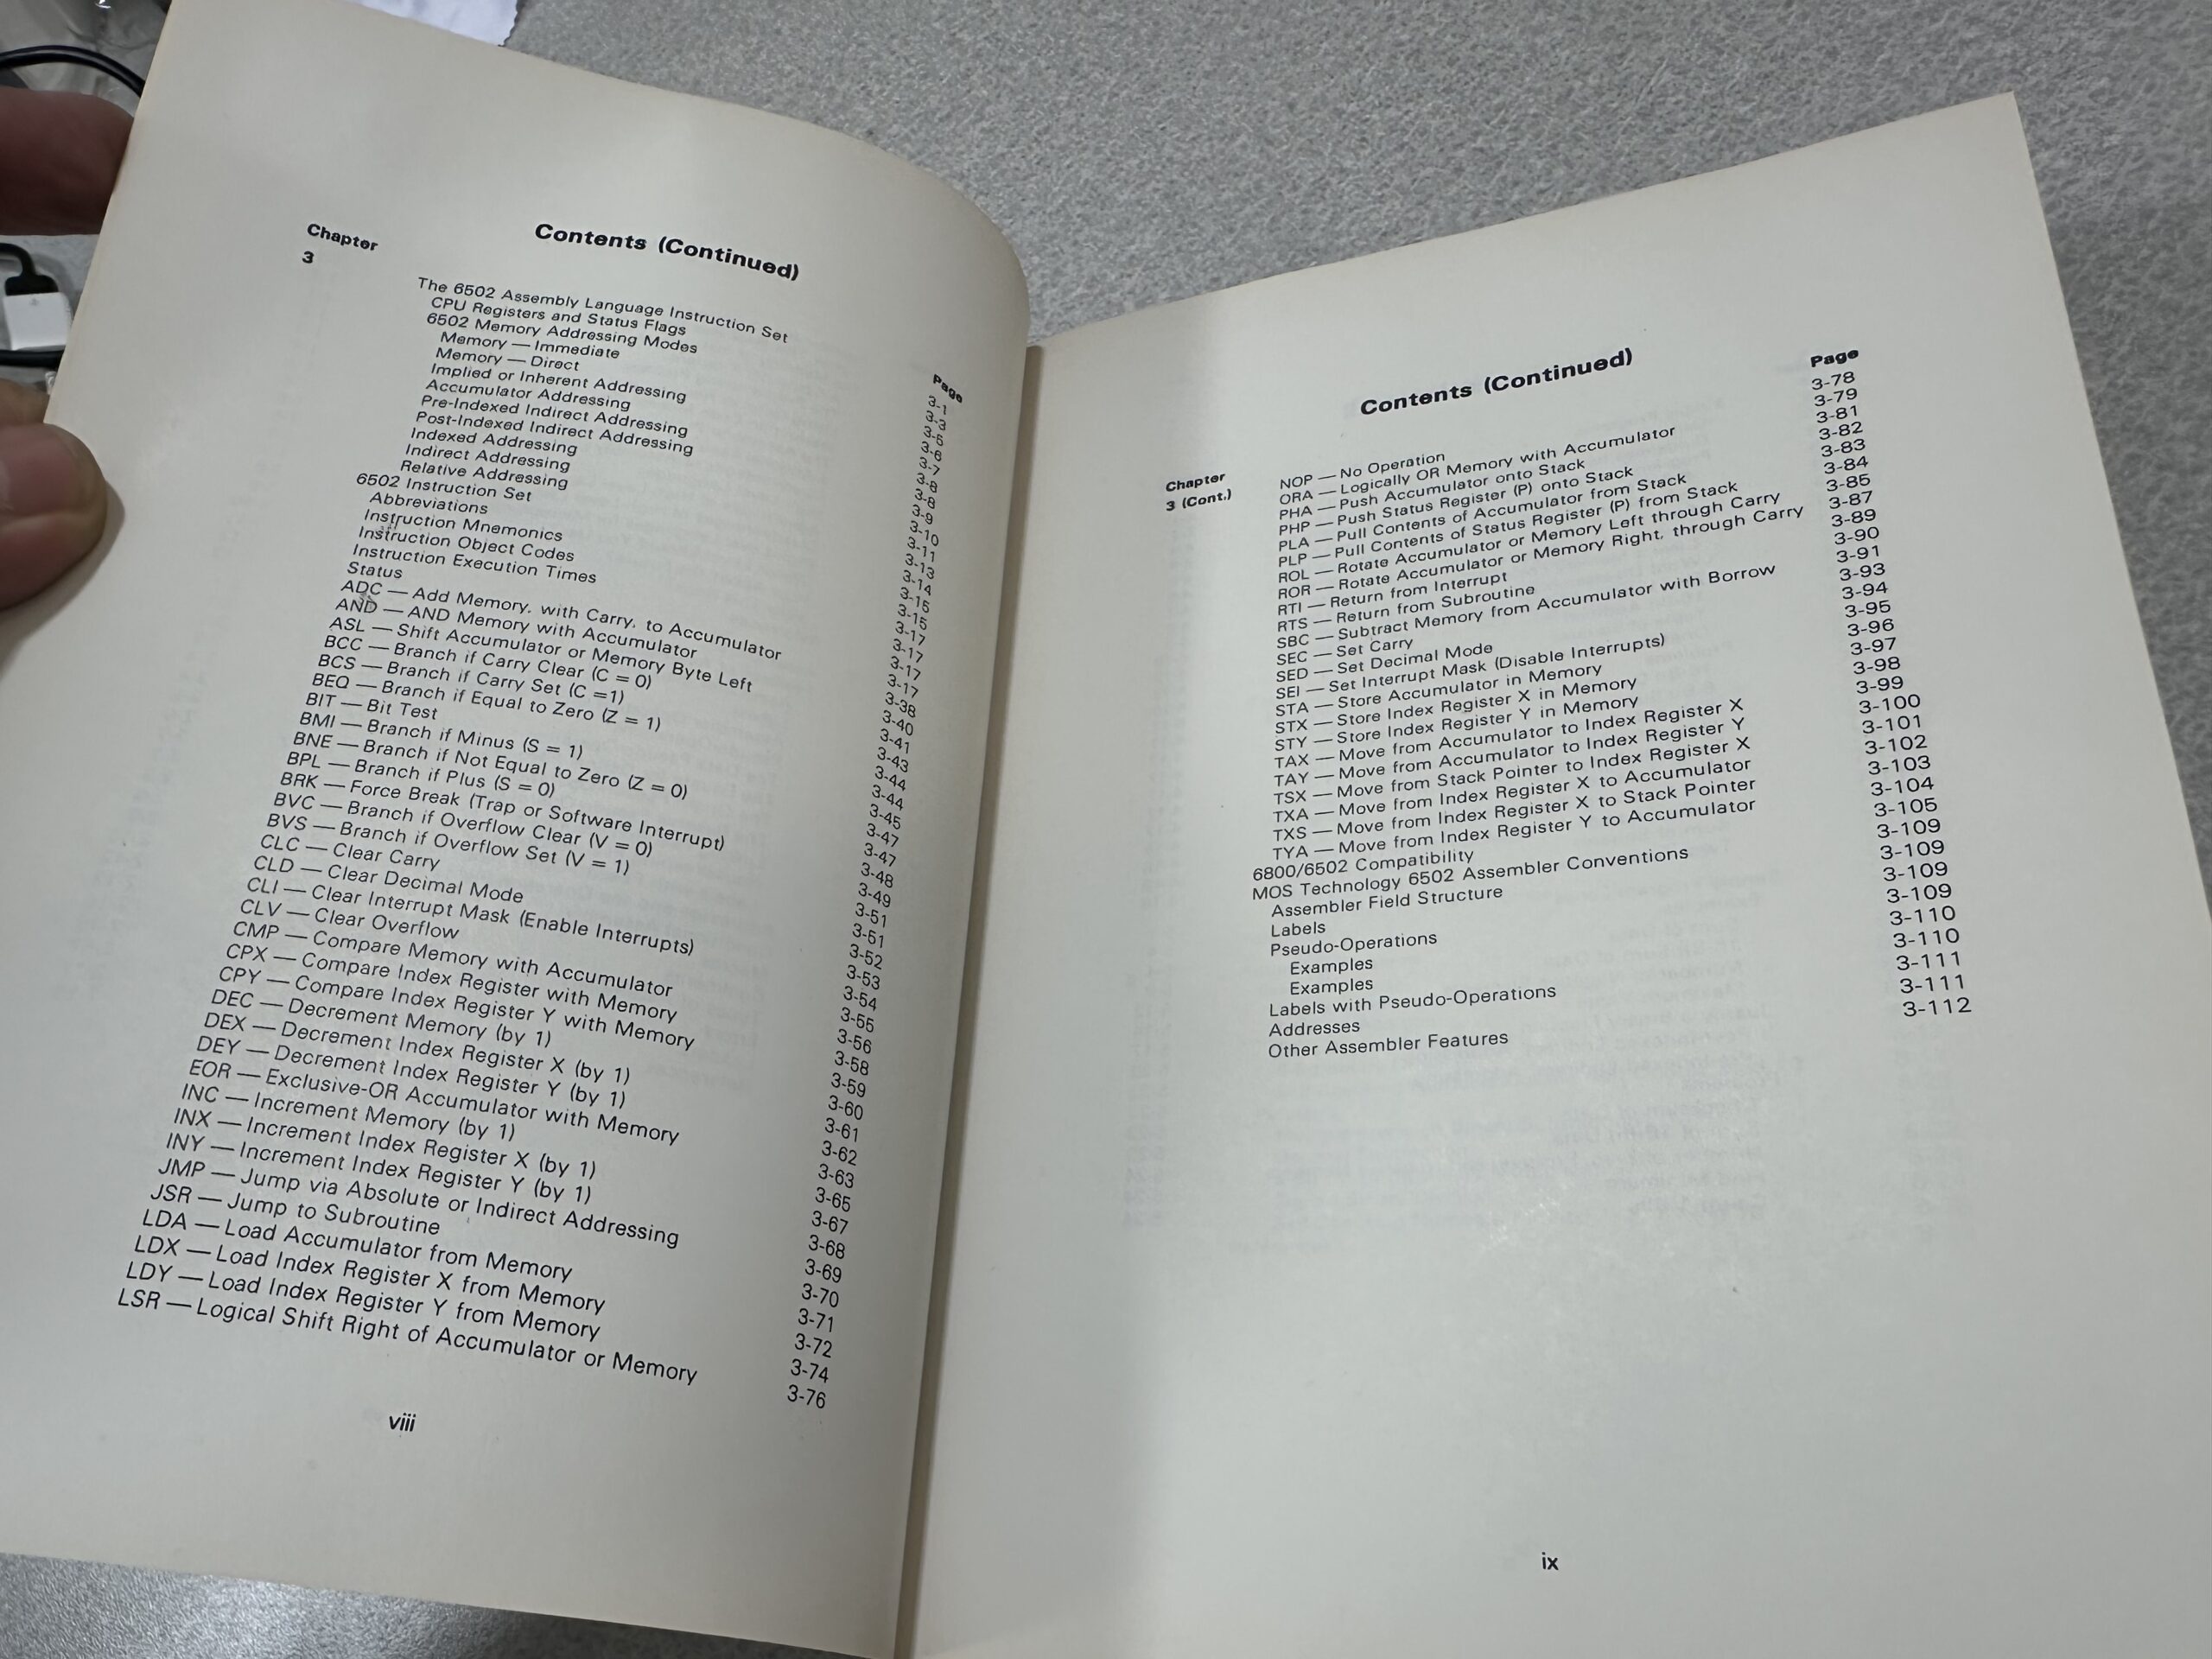 Contents (Continued)
Chapter Page
3 The 6502 Assembly Language Instruction Set 3-1
CPU Registers and Status Flags 3-3
6502 Memory Addressing Modes 3-5
Memory — Immediate 3-6
Memory — Direct 3-7
Implied or Inherent Addressing 3-8
Accumulator Addressing 3-8
Pre-Indexed Indirect Addressing 3-9
Post-Indexed Indirect Addressing 3-10
Indexed Addressing 3-11
Indirect Addressing 3-13
Relative Addressing 3-14
6502 Instruction Set 3-15
Abbreviations 3-15
Instruction Mnemonics 3-17
Instruction Object Codes 3-17
Instruction Execution Times 3-17
Status 3-17
ADC — Add Memory, with Carry, to Accumulator 3-38
AND — AND Memory with Accumulator 3-40
ASL — Shift Accumulator or Memory Byte Left 3-41
BCC — Branch if Carry Clear (C = 0) 3-43
BCS — Branch if Carry Set (C =1) 3-44
BEQ — Branch if Equal to Zero (Z = 1) 3-44
BIT — Bit Test 3-45
BMI — Branch if Minus (S = 1) 3-47
BNE — Branch if Not Equal to Zero (Z = 0) 3-47
BPL — Branch if Plus (S = 0) 3-48
BRK — Force Break (Trap or Software Interrupt) 3-49
BVC — Branch if Overflow Clear (V = 0) 3-51
BVS — Branch if Overflow Set (V = 1) 3-51
CLC — Clear Carry 3-52
CLD — Clear Decimal Mode 3-53
CLI — Clear Interrupt Mask (Enable Interrupts) 3-54
CLV — Clear Overflow 3-55
CMP — Compare Memory with Accumulator 3-56
CPX — Compare Index Register with Memory 3-58
CPY — Compare Index Register Y with Memory 3-59
DEC — Decrement Memory (by 1) 3-60
DEX — Decrement Index Register X (by 1) 3-61
DEY — Decrement Index Register Y (by 1) 3-62
EOR — Exclusive-OR Accumulator with Memory 3-63
INC — Increment Memory (by 1) 3-65
INX — Increment Index Register X (by 1) 3-67
INY — Increment Index Register Y (by 1) 3-68
JMP — Jump via Absolute or Indirect Addressing 3-69
JSR — Jump to Subroutine 3-70
LDA — Load Accumulator from Memory 3-71
LDX — Load Index Register X from Memory 3-72
LDY — Load Index Register Y from Memory 3-74
LSR — Logical Shift Right of Accumulator or Memory 3-76
viii
Contents (Continued)
Chapter Page
3 (Cont.) NOP — No Operation 3-78
ORA — Logically OR Memory with Accumulator 3-79
PHA — Push Accumulator onto Stack 3-81
PHP — Push Status Register (P) onto Stack 3-82
PLA — Pull Contents of Accumulator from Stack 3-83
PLP — Pull Contents of Status Register (P) from Stack 3-84
ROL — Rotate Accumulator or Memory Left through Carry 3-85
ROR — Rotate Accumulator or Memory Right, through Carry 3-87
RTI — Return from Interrupt 3-89
RTS — Return from Subroutine 3-90
SBC — Subtract Memory from Accumulator with Borrow 3-91
SEC — Set Carry 3-93
SED — Set Decimal Mode 3-94
SEI — Set Interrupt Mask (Disable Interrupts) 3-95
STA — Store Accumulator in Memory 3-96
STX — Store Index Register X in Memory 3-97
STY — Store Index Register Y in Memory 3-98
TAX — Move from Accumulator to Index Register X 3-99
TAY — Move from Accumulator to Index Register Y 3-100
TSX — Move from Stack Pointer to Index Register X 3-101
TXA — Move from Index Register X to Accumulator 3-102
TXS — Move from Index Register X to Stack Pointer 3-103
TYA — Move from Index Register Y to Accumulator 3-104
6800/6502 Compatibility 3-105
MOS Technology 6502 Assembler Conventions 3-109
Assembler Field Structure 3-109
Labels 3-109
Pseudo-Operations 3-109
Examples 3-110
Examples 3-110
Labels with Pseudo-Operations 3-111
Addresses 3-111
Other Assembler Features 3-112
ix